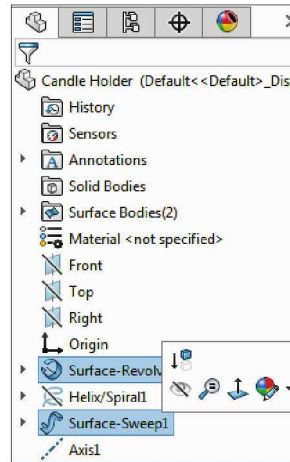 Candle Holder (Default<<Default>_Dis
History
Sensors
Annotations
Solid Bodies
Surface Bodies(2)
Material <not specified>
Front
Top
Right
Origin
Surface-Revol
Helix/Spiral1
Surface-Sweep1
Axis1